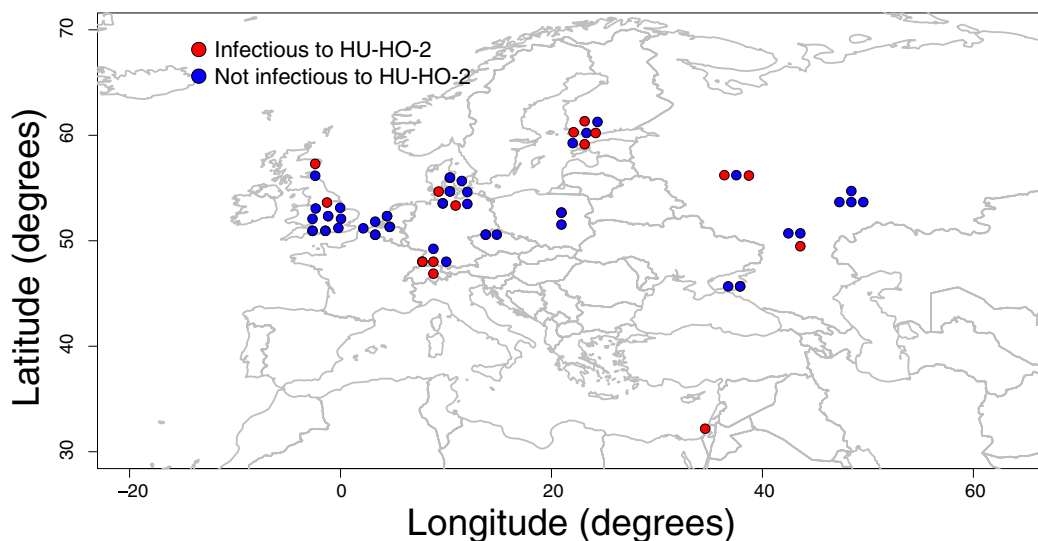 Infectious to HU-HO-2
Not infectious to HU-HO-2
70
60
50
40
30
Latitude (degrees)
−20
0
20
40
60
Longitude (degrees)